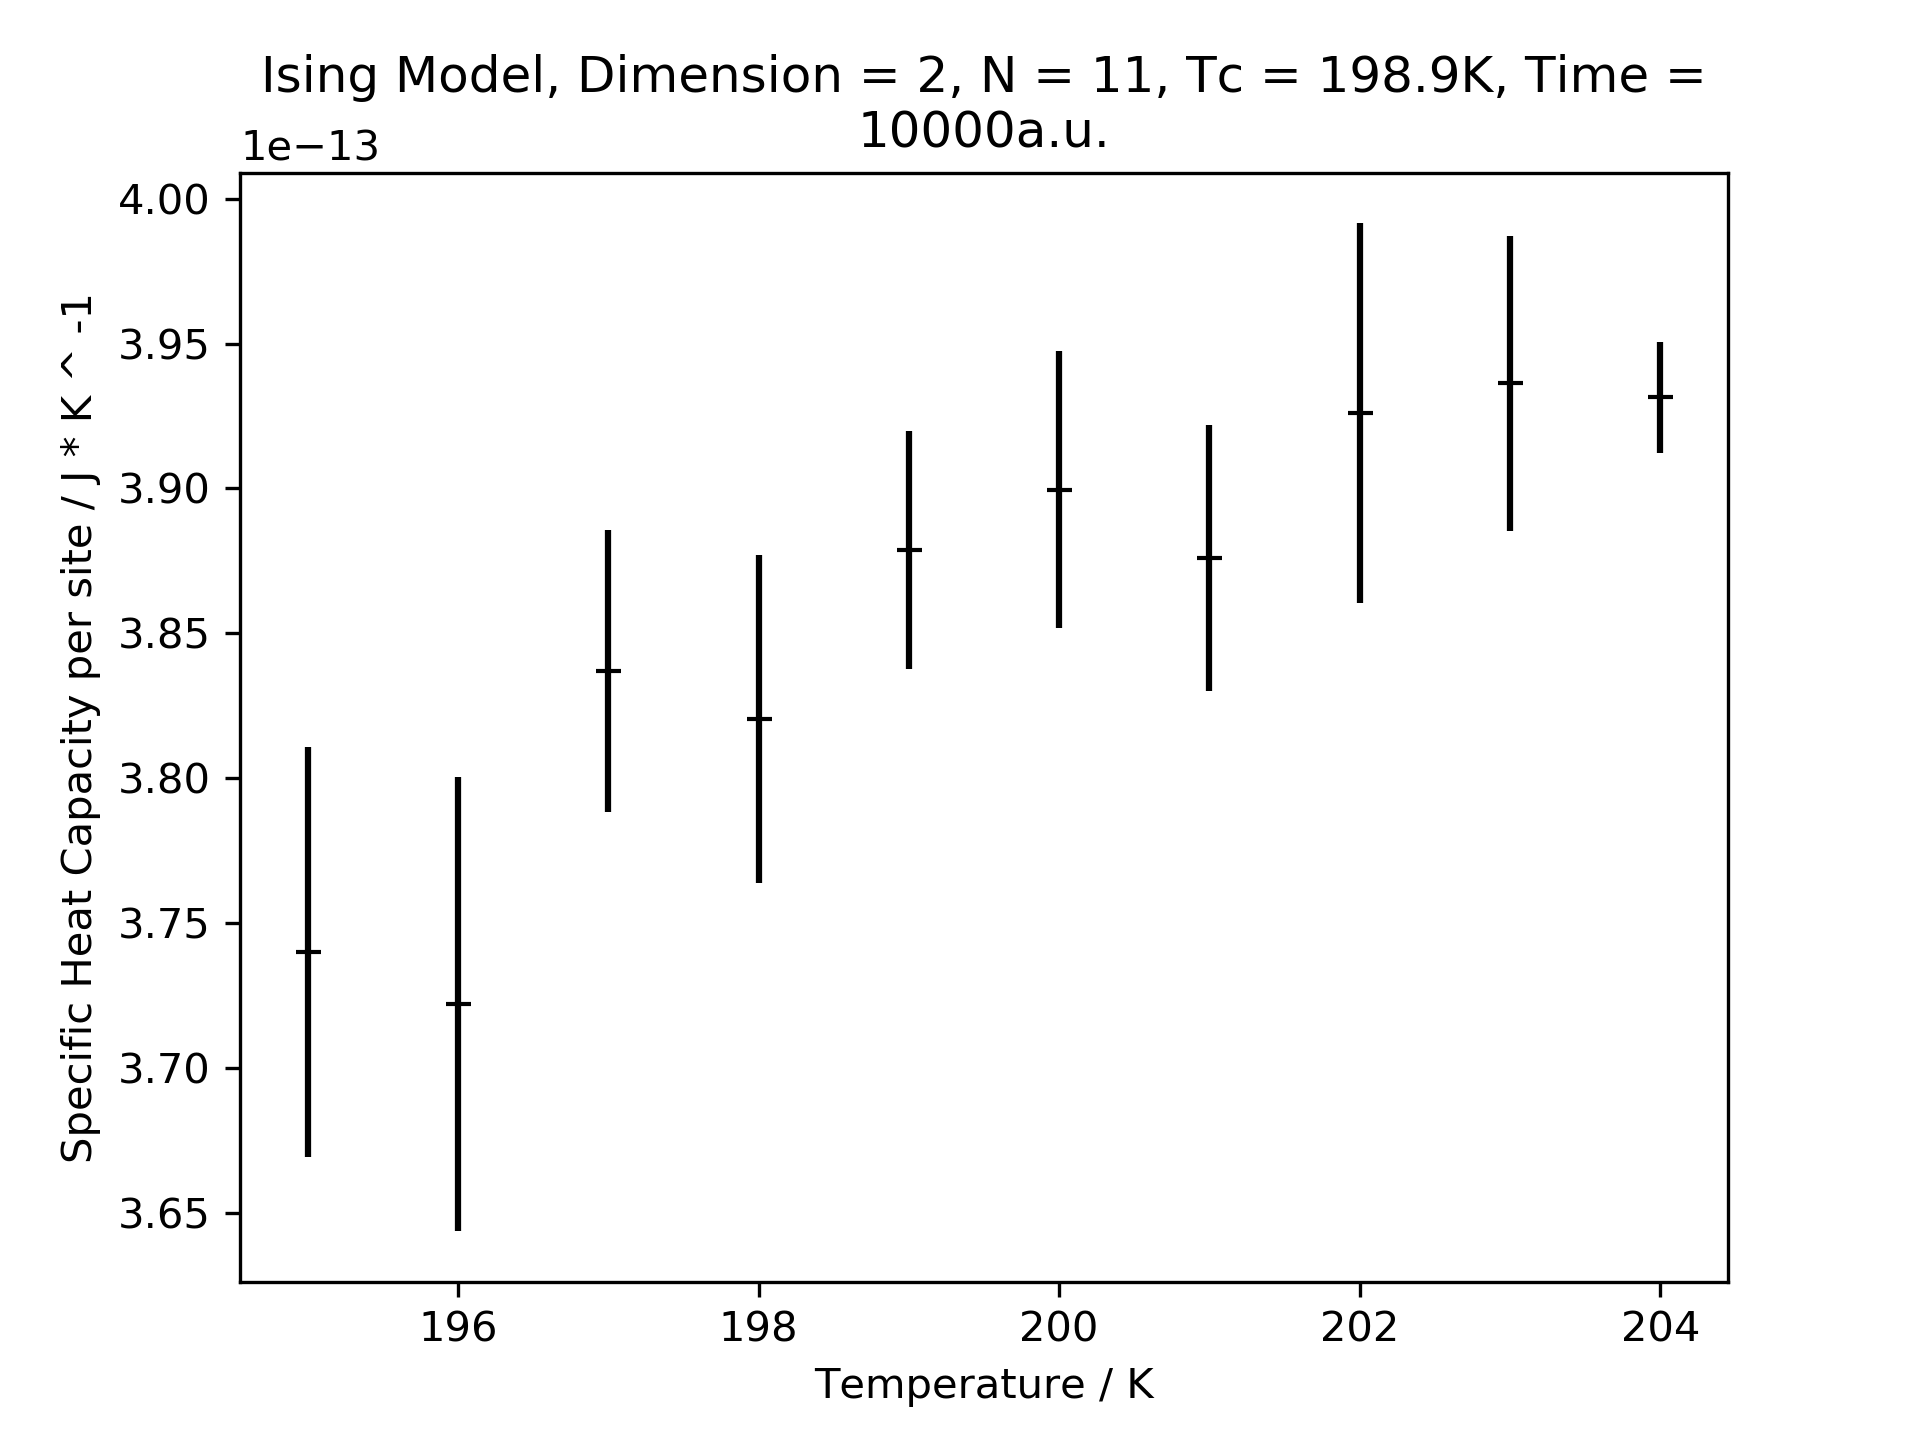 Ising Model, Dimension = 2, N = 11, Tc = 198.9K, Time =
10000a.u.
1e−13
4.00
3.95
3.90
3.85
3.80
3.75
3.70
3.65
Specific Heat Capacity per site / J * K ^ -1
196
198
200
202
204
Temperature / K